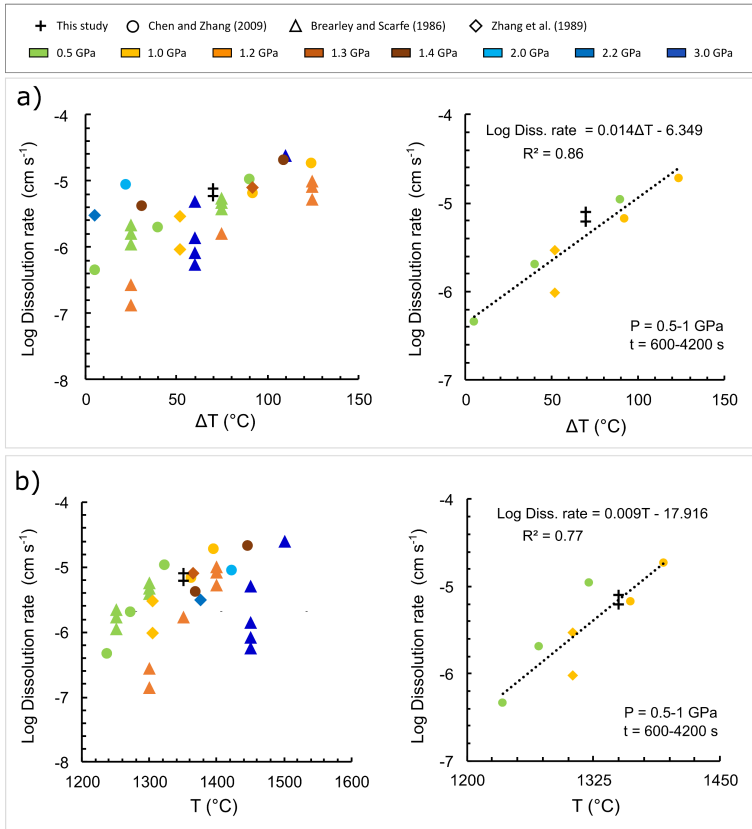 This study Chen and Zhang (2009) Brearley and Scarfe (1986) Zhang et al. (1989)
0.5 GPa 1.0 GPa 1.2 GPa 1.3 GPa 1.4 GPa 2.0 GPa 2.2 GPa 3.0 GPa
a)
Log Dissolution rate (cm s⁻¹)
-4
-5
-6
-7
-8
0 50 100 150
ΔT (°C)
Log Dissolution rate (cm s⁻¹)
-4
-5
-6
-7
0 50 100 150
ΔT (°C)
Log Diss. rate = 0.014ΔT - 6.349
R² = 0.86
P = 0.5-1 GPa
t = 600-4200 s
b)
Log Dissolution rate (cm s⁻¹)
-4
-5
-6
-7
-8
1200 1300 1400 1500 1600
T (°C)
Log Dissolution rate (cm s⁻¹)
-4
-5
-6
-7
1200 1325 1450
T (°C)
Log Diss. rate = 0.009T - 17.916
R² = 0.77
P = 0.5-1 GPa
t = 600-4200 s